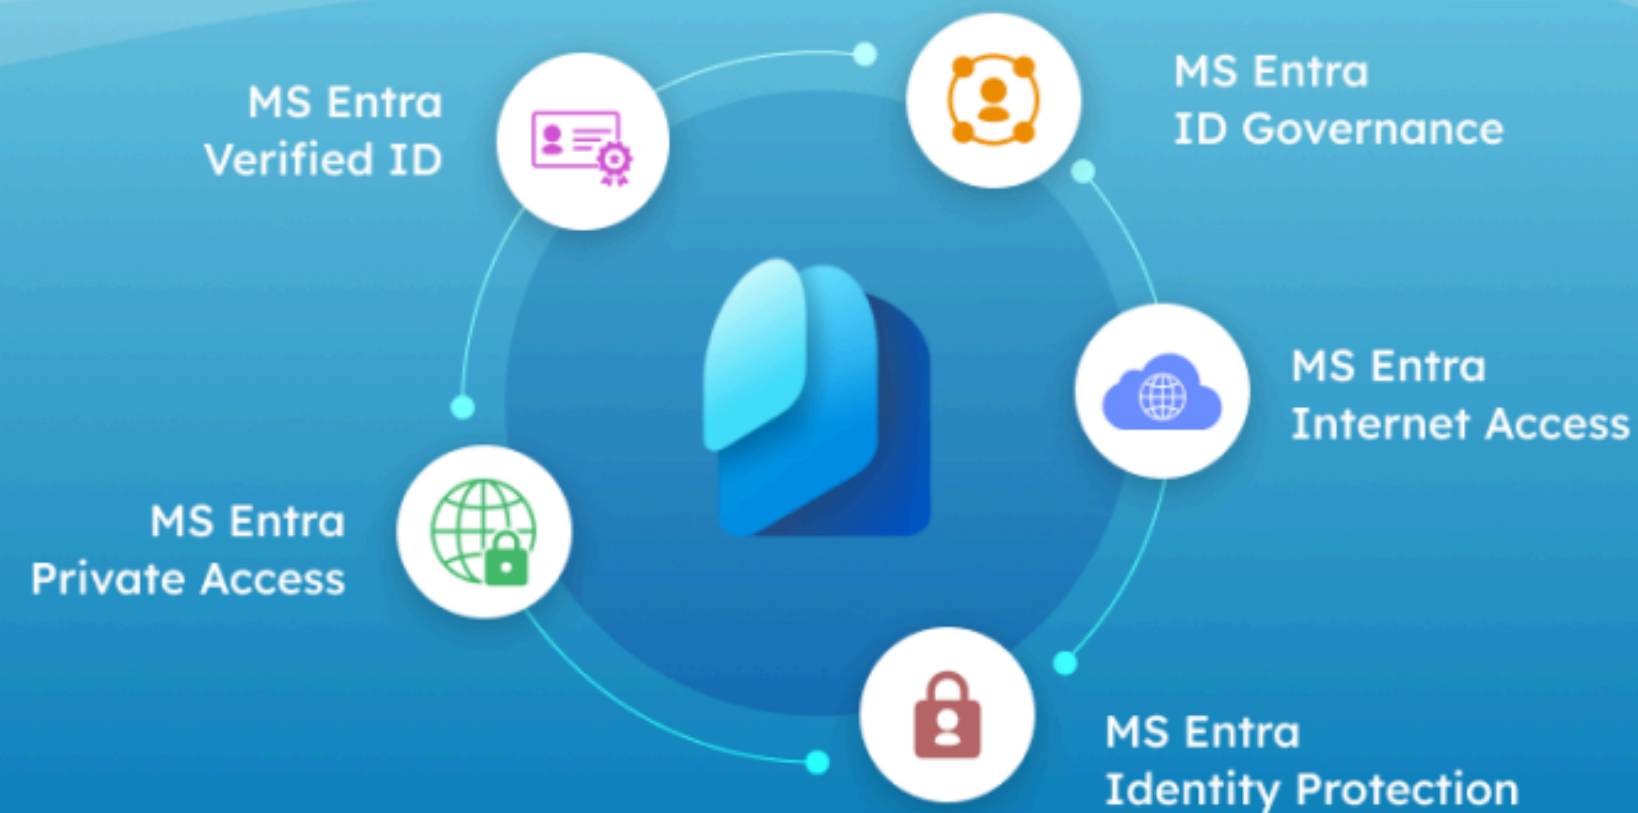 MS Entra
Verified ID
MS Entra
ID Governance
MS Entra
Internet Access
MS Entra
Private Access
MS Entra
Identity Protection